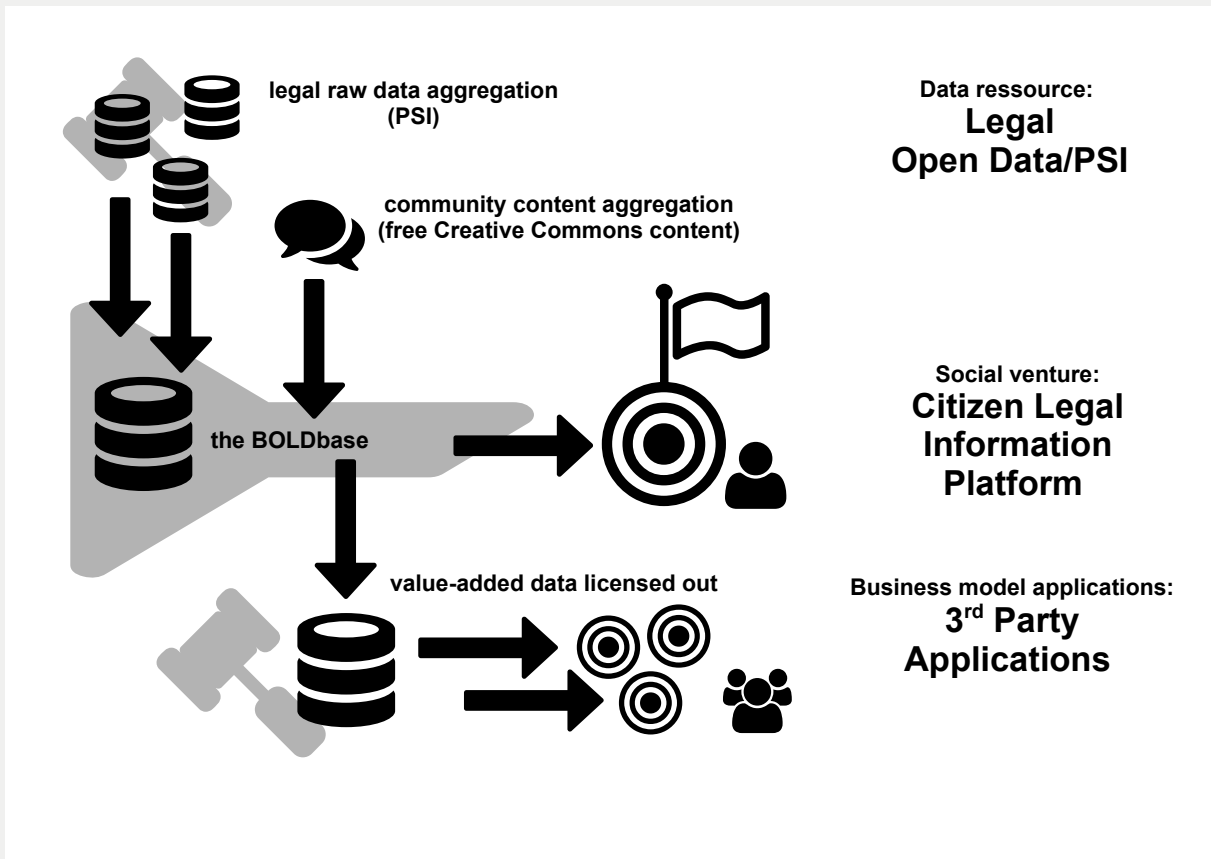 legal raw data aggregation
(PSI)
Data ressource:
Legal
Open Data/PSI
community content aggregation
(free Creative Commons content)
the BOLDbase
Social venture:
Citizen Legal
Information
Platform
value-added data licensed out
Business model applications:
3rd Party
Applications